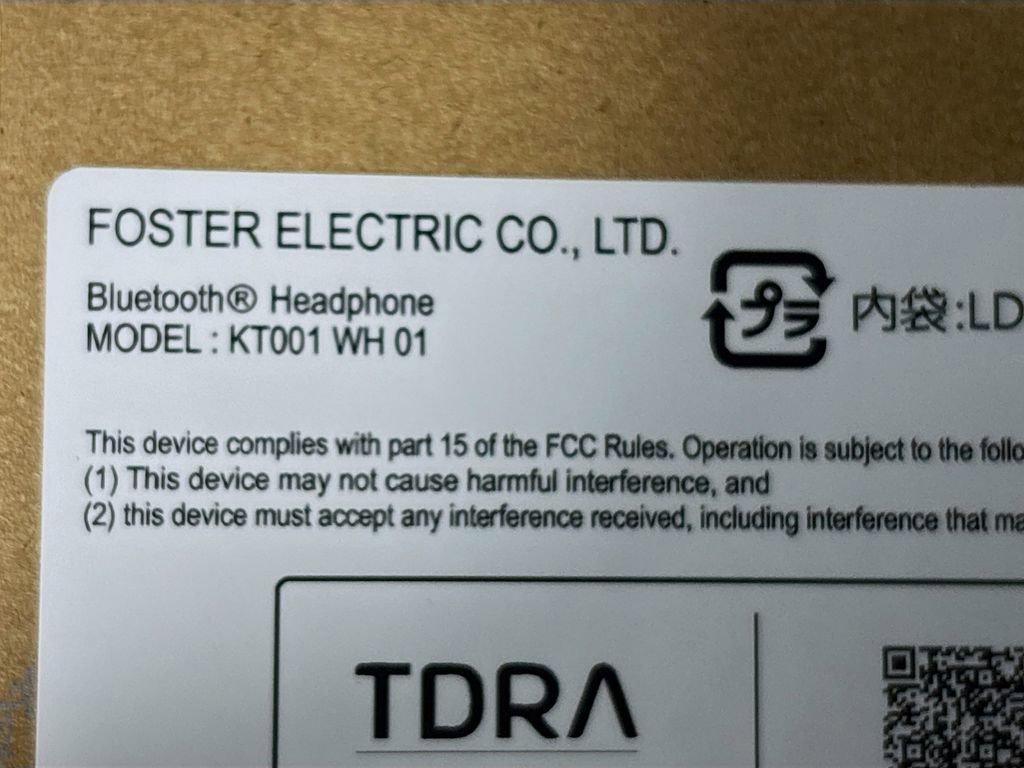 FOSTER ELECTRIC CO., LTD.
Bluetooth® Headphone
MODEL : KT001 WH 01
プラ
内袋:LD
This device complies with part 15 of the FCC Rules. Operation is subject to the follo
(1) This device may not cause harmful interference, and
(2) this device must accept any interference received, including interference that ma
TDRA